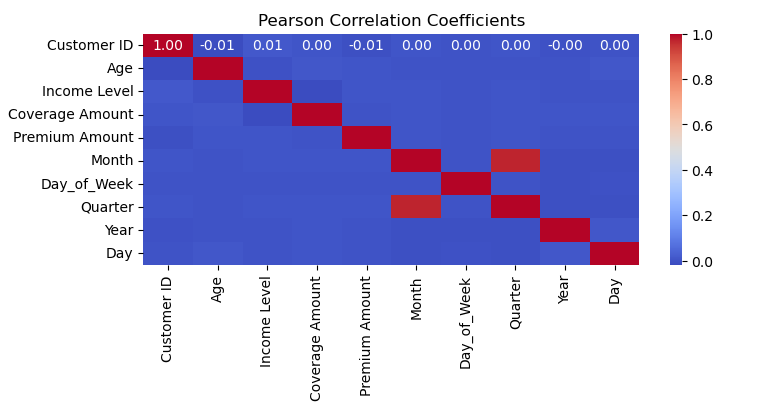 Pearson Correlation Coefficients
Customer ID 1.00 -0.01 0.01 0.00 -0.01 0.00 0.00 0.00 -0.00 0.00
Age
Income Level
Coverage Amount
Premium Amount
Month
Day_of_Week
Quarter
Year
Day
Customer ID
Age
Income Level
Coverage Amount
Premium Amount
Month
Day_of_Week
Quarter
Year
Day
1.0
0.8
0.6
0.4
0.2
0.0